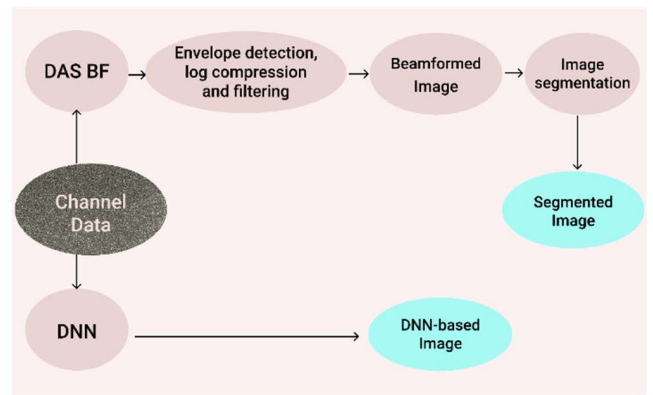 DAS BF
Envelope detection,
log compression
and filtering
Beamformed
Image
Image
segmentation
Channel
Data
Segmented
Image
DNN
DNN-based
Image